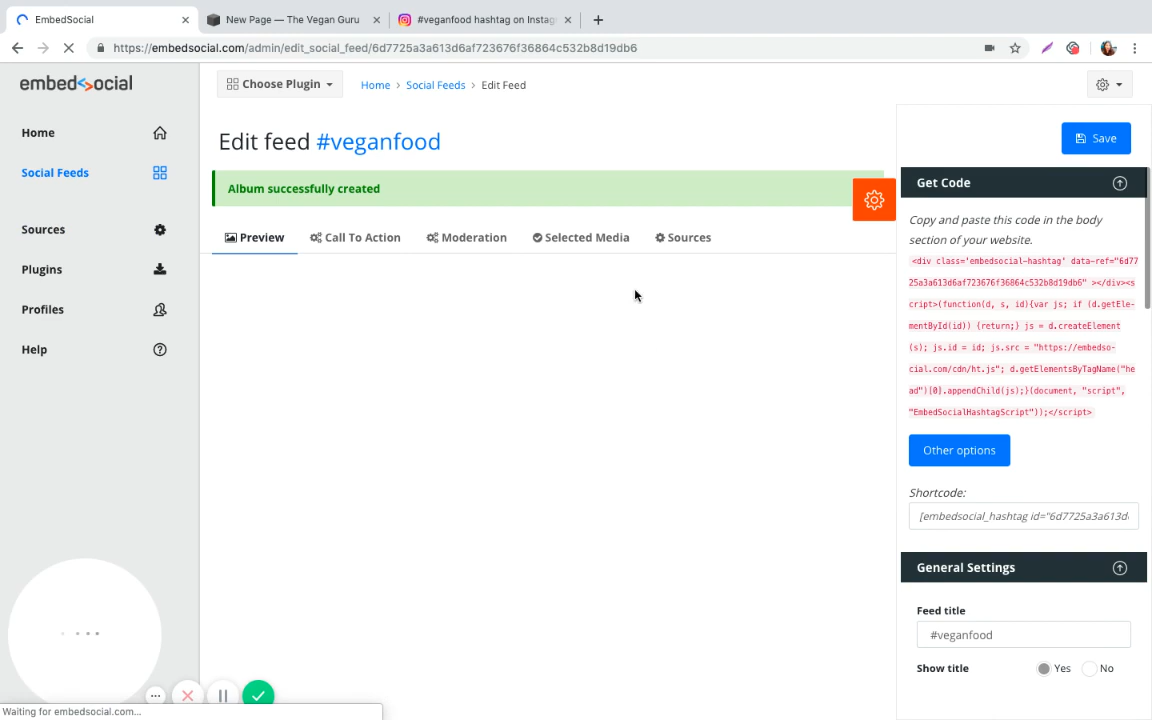 EmbedSocial
New Page — The Vegan Guru
#veganfood hashtag on Instag
https://embedsocial.com/admin/edit_social_feed/6d7725a3a613d6af723676f36864c532b8d19db6
embedsocial
Choose Plugin
Home > Social Feeds > Edit Feed
Home
Social Feeds
Sources
Plugins
Profiles
Help
Edit feed #veganfood
Album successfully created
Preview
Call To Action
Moderation
Selected Media
Sources
Save
Get Code
Copy and paste this code in the body
section of your website.
<div class='embedsocial-hashtag' data-ref="6d77
25a3a613d6af723676f36864c532b8d19db6" ></div><s
cript>(function(d, s, id){var js; if (d.getEle-
mentById(id)) {return;} js = d.createElement
(s); js.id = id; js.src = "https://embedso-
cial.com/cdn/ht.js"; d.getElementsByTagName("he
ad")[0].appendChild(js);}(document, "script",
"EmbedSocialHashtagScript"));</script>
Other options
Shortcode:
[embedsocial_hashtag id="6d7725a3a613d
General Settings
Feed title
#veganfood
Show title
Yes
No
Waiting for embedsocial.com...